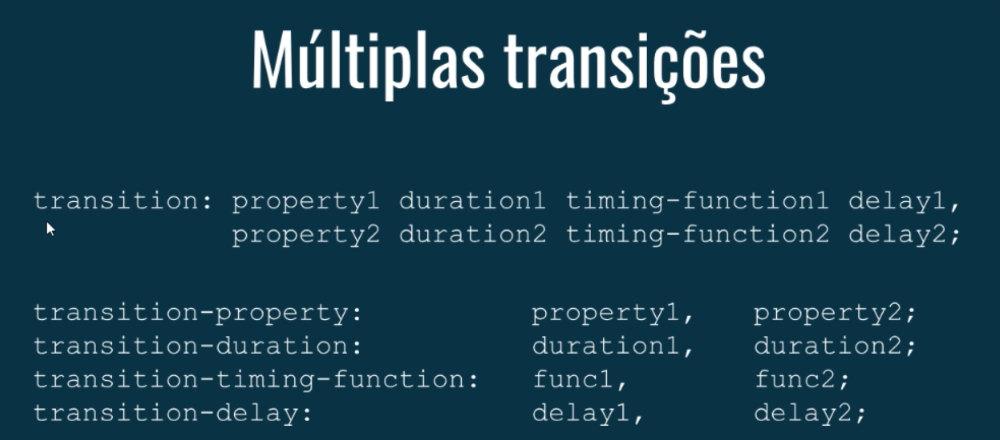 Múltiplas transições
transition: property1 duration1 timing-function1 delay1,
property2 duration2 timing-function2 delay2;
transition-property: property1, property2;
transition-duration: duration1, duration2;
transition-timing-function: func1, func2;
transition-delay: delay1, delay2;